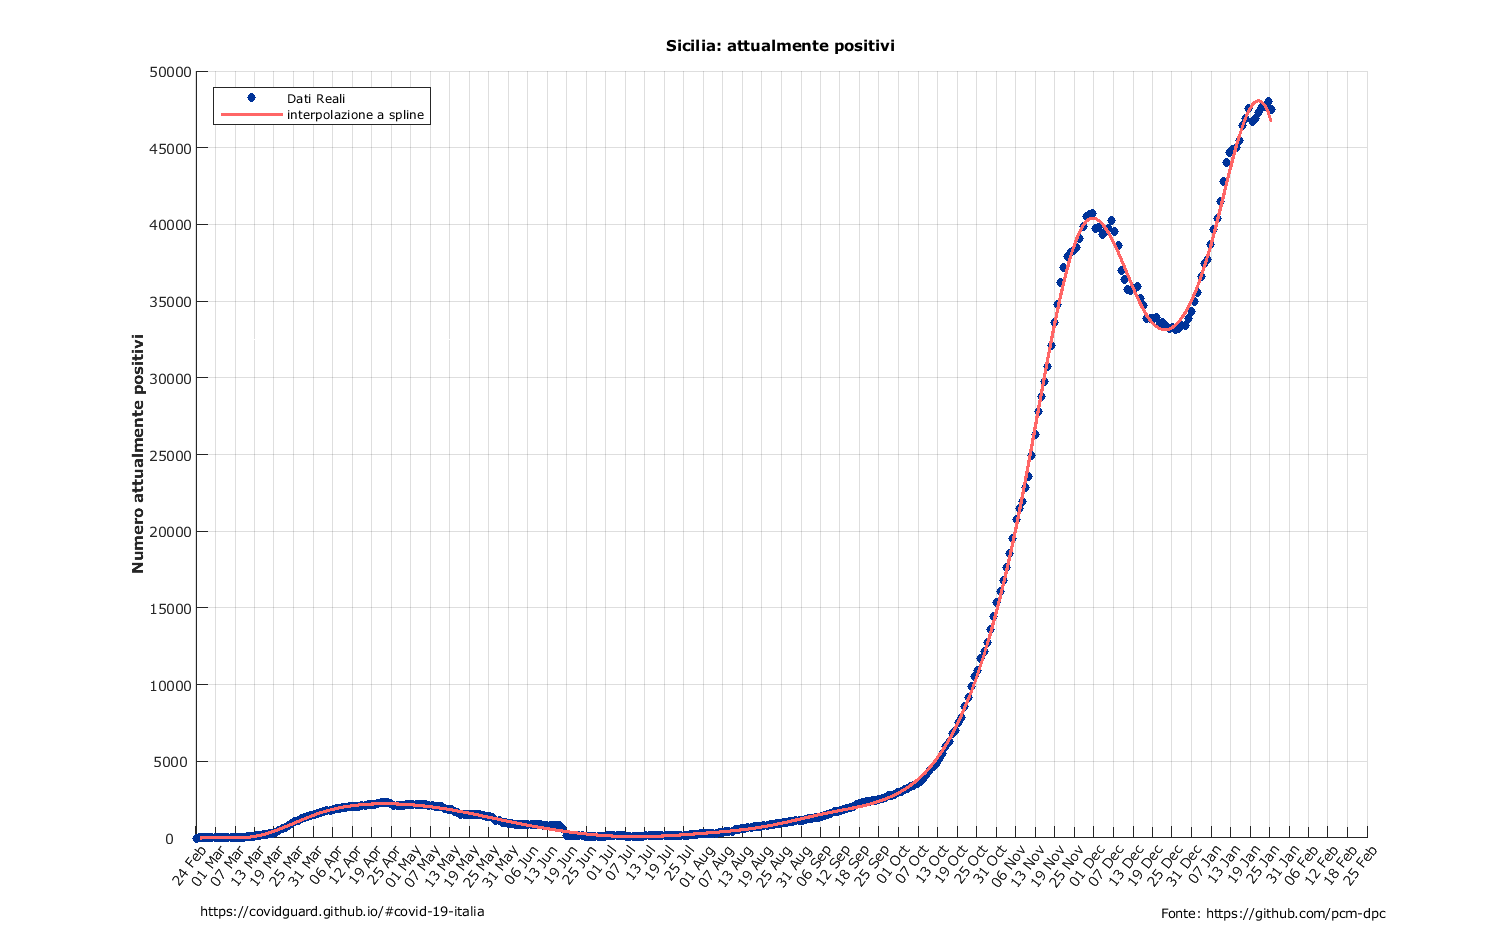 Sicilia: attualmente positivi
Dati Reali
interpolazione a spline
Numero attualmente positivi
50000
45000
40000
35000
30000
25000
20000
15000
10000
5000
0
24 Feb
01 Mar
07 Mar
13 Mar
19 Mar
25 Mar
31 Mar
06 Apr
12 Apr
19 Apr
25 Apr
01 May
07 May
13 May
19 May
25 May
31 May
06 Jun
13 Jun
19 Jun
25 Jun
01 Jul
07 Jul
13 Jul
19 Jul
25 Jul
01 Aug
07 Aug
13 Aug
19 Aug
25 Aug
31 Aug
06 Sep
12 Sep
18 Sep
25 Sep
01 Oct
07 Oct
13 Oct
19 Oct
25 Oct
31 Oct
06 Nov
13 Nov
19 Nov
25 Nov
01 Dec
07 Dec
13 Dec
19 Dec
25 Dec
31 Dec
07 Jan
13 Jan
19 Jan
25 Jan
31 Jan
06 Feb
12 Feb
18 Feb
25 Feb
https://covidguard.github.io/#covid-19-italia
Fonte: https://github.com/pcm-dpc